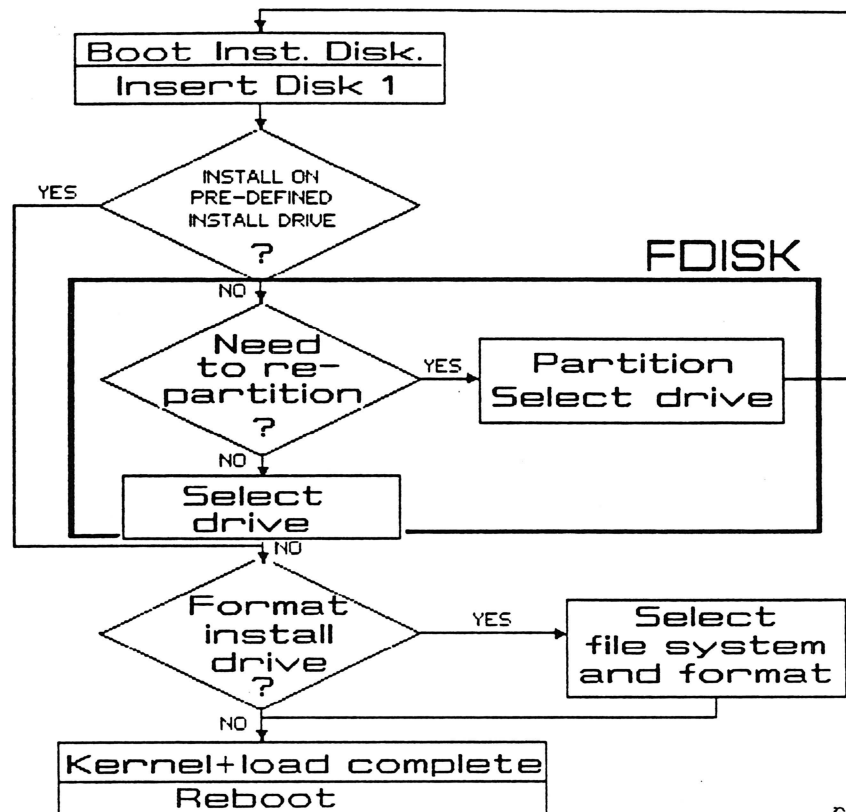 Boot Inst. Disk.
Insert Disk 1
INSTALL ON
PRE-DEFINED
INSTALL DRIVE
?
YES
FDISK
NO
Need
to re-
partition
?
YES
Partition
Select drive
NO
Select
drive
NO
Format
install
drive
?
YES
Select
file system
and format
NO
Kernel+load complete
Reboot